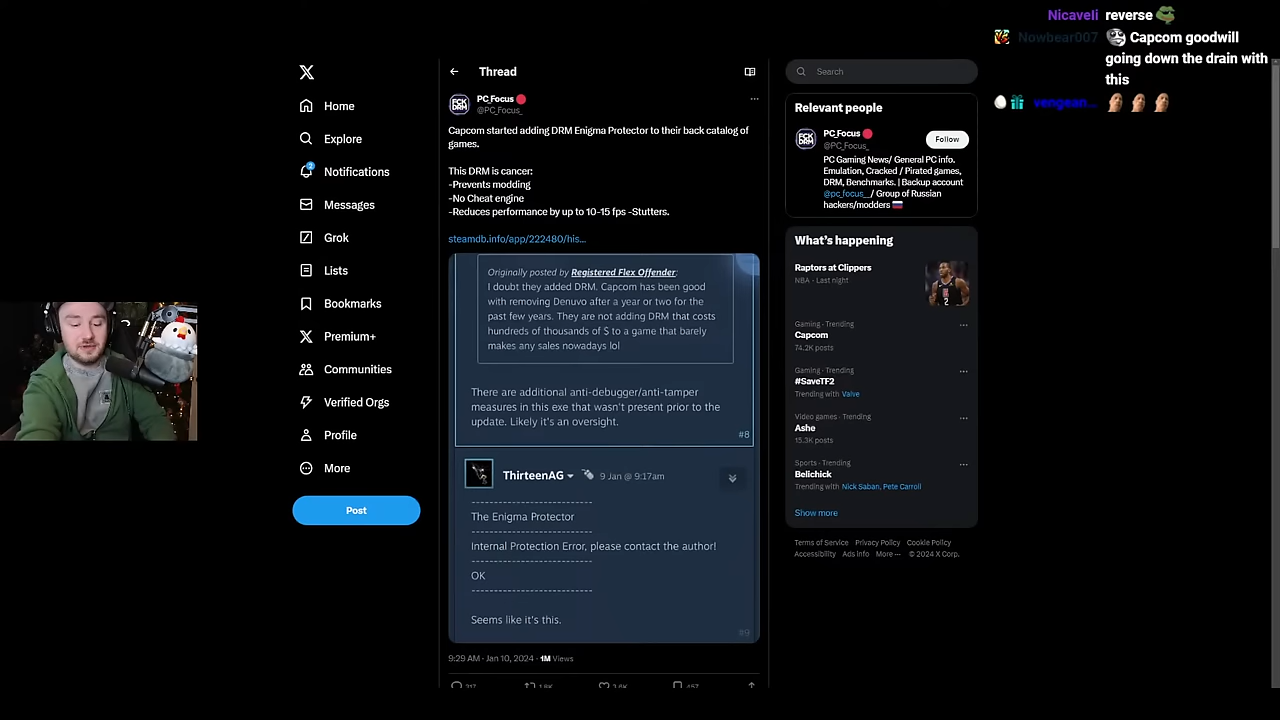 Nicaveli reverse
Nowbear007 Capcom goodwill
going down the drain with
this
vengean...
Home
Explore
2
Notifications
Messages
Grok
Lists
Bookmarks
Premium+
Communities
Verified Orgs
Profile
More
Post
Thread
FCK
DRM
PC_Focus
@PC_Focus_
Capcom started adding DRM Enigma Protector to their back catalog of
games.
This DRM is cancer:
-Prevents modding
-No Cheat engine
-Reduces performance by up to 10-15 fps -Stutters.
steamdb.info/app/222480/his...
Originally posted by Registered Flex Offender:
I doubt they added DRM. Capcom has been good
with removing Denuvo after a year or two for the
past few years. They are not adding DRM that costs
hundreds of thousands of $ to a game that barely
makes any sales nowadays lol
There are additional anti-debugger/anti-tamper
measures in this exe that wasn't present prior to the
update. Likely it's an oversight.
#8
ThirteenAG 9 Jan @ 9:17am
----------------------------
The Enigma Protector
----------------------------
Internal Protection Error, please contact the author!
----------------------------
OK
----------------------------
Seems like it's this.
#9
9:29 AM · Jan 10, 2024 · 1M Views
Search
Relevant people
FCK
DRM
PC_Focus
@PC_Focus_
Follow
PC Gaming News/ General PC info.
Emulation, Cracked / Pirated games,
DRM, Benchmarks. | Backup account
@pc_focus__/ Group of Russian
hackers/modders
What's happening
Raptors at Clippers
NBA · Last night
Gaming · Trending
Capcom
74.2K posts
Gaming · Trending
#SaveTF2
Trending with Valve
Video games · Trending
Ashe
15.3K posts
Sports · Trending
Belichick
Trending with Nick Saban, Pete Carroll
Show more
Terms of Service Privacy Policy Cookie Policy
Accessibility Ads info More ··· © 2024 X Corp.